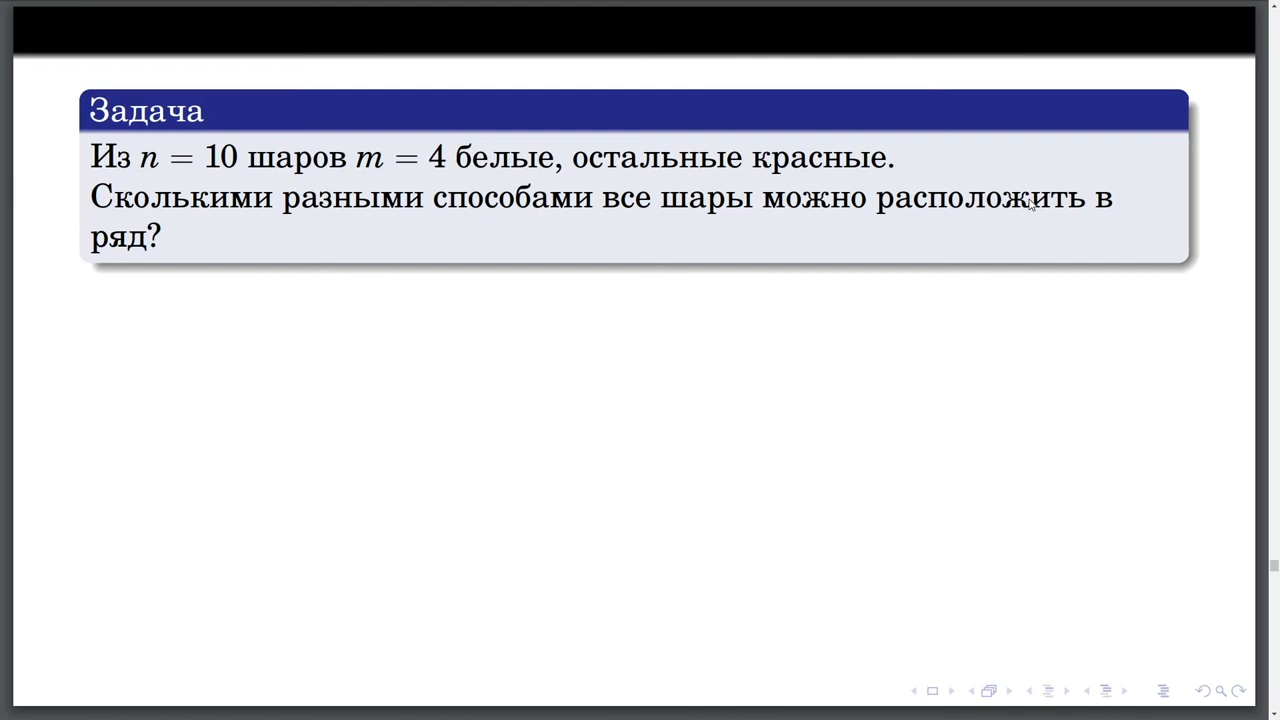 Задача
Из n = 10 шаров m = 4 белые, остальные красные.
Сколькими разными способами все шары можно расположить в
ряд?